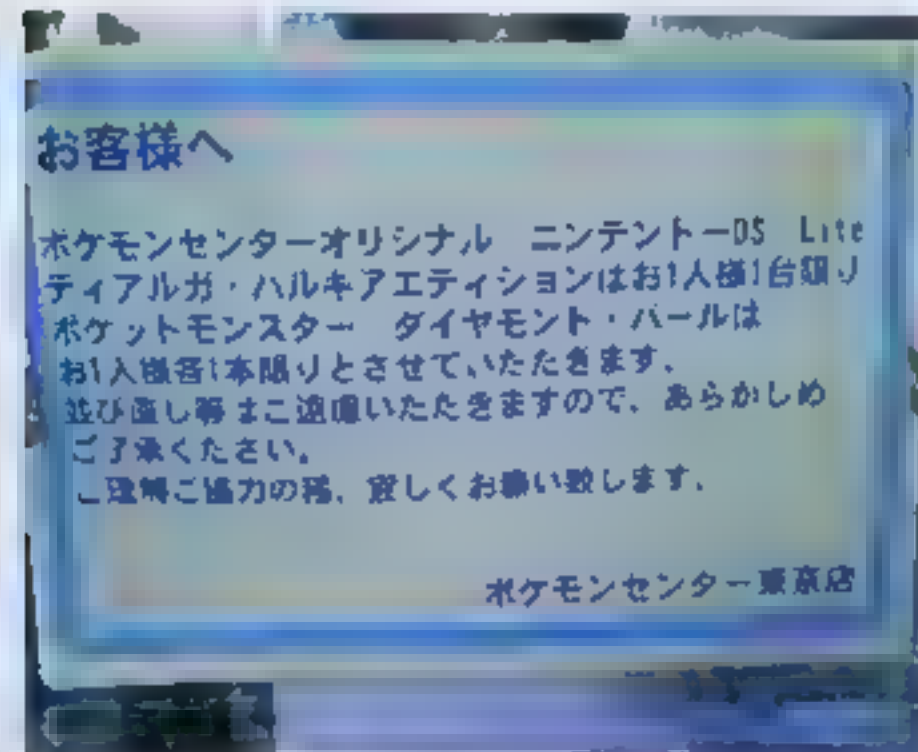 お客様へ
ポケモンセンターオリジナル ニンテンドーDS Lite
ディアルガ・パルキアエディションはお1人様1台限り
ポケットモンスター ダイヤモンド・パールは
お1人様各1本限りとさせていただきます。
並び直し等はご遠慮いただきますので、あらかじめ
ご了承ください。
ご理解ご協力の程、宜しくお願い致します。
ポケモンセンター東京店